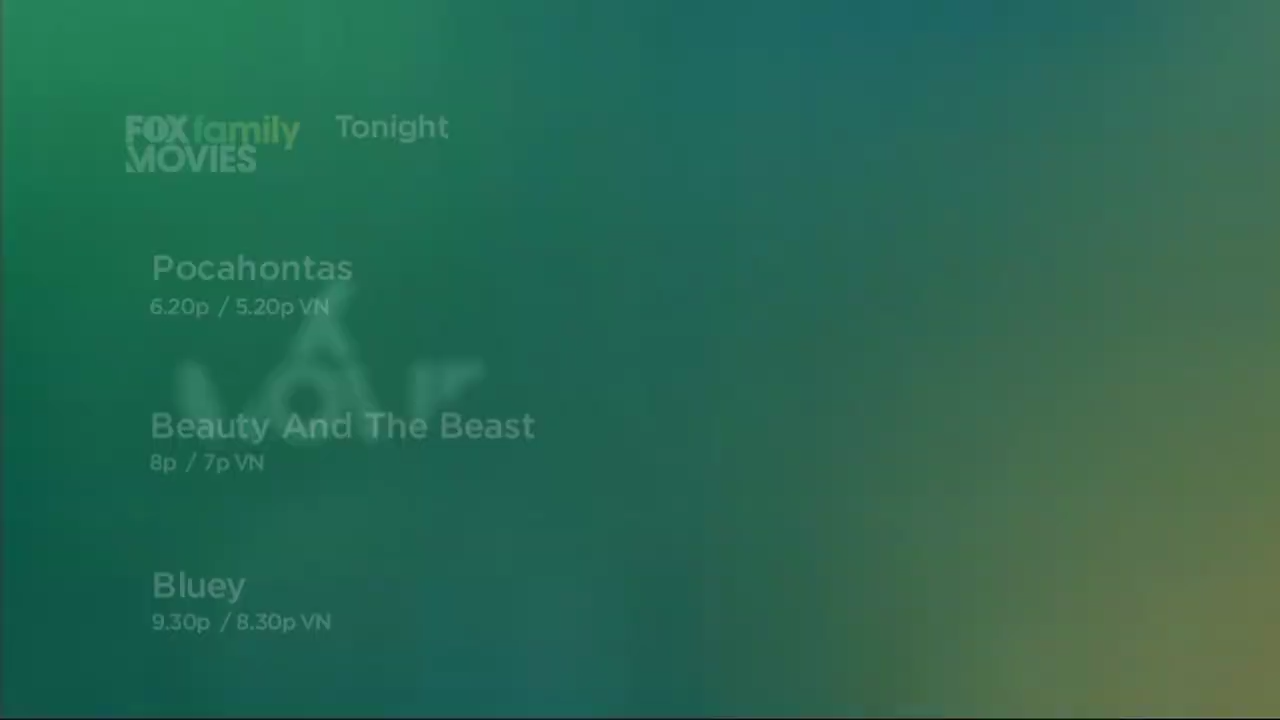 FOX family Tonight
MOVIES
Pocahontas
6.20p / 5.20p VN
Beauty And The Beast
8p / 7p VN
Bluey
9.30p / 8.30p VN